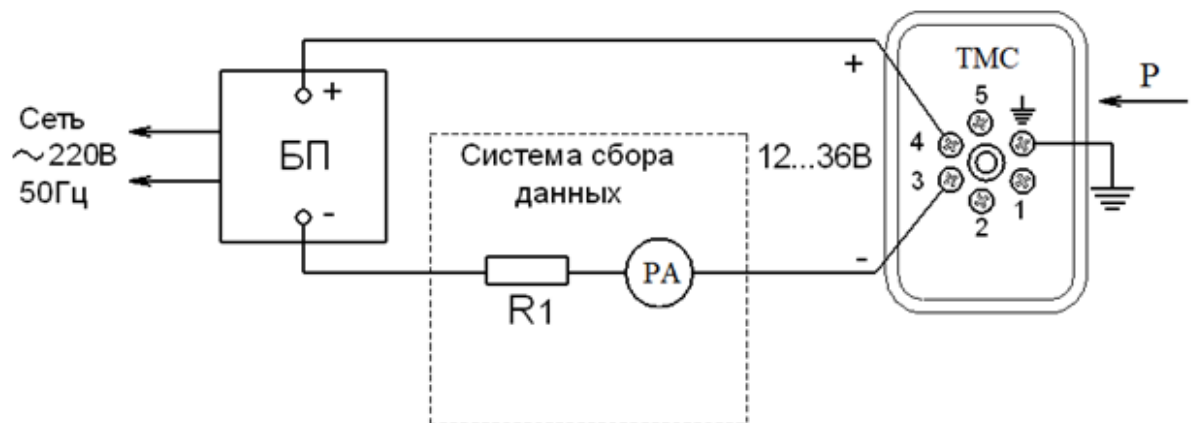 ТМС
P
5
4
3
2
1
+
-
12...36В
Сеть
~220В
50Гц
+
БП
-
Система сбора
данных
R1
PA